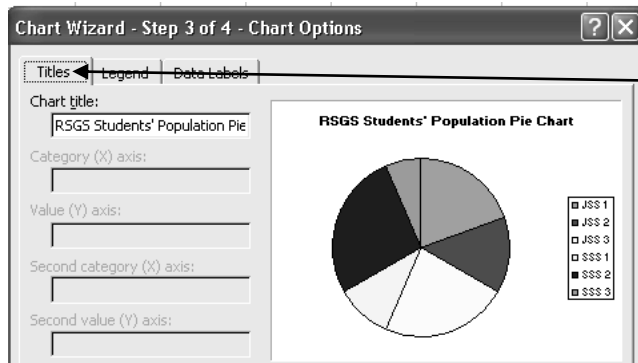 Chart Wizard - Step 3 of 4 - Chart Options
Titles Legend Data Labels
Chart title:
RSGS Students' Population Pie
Category (X) axis:
Value (Y) axis:
Second category (X) axis:
Second value (Y) axis:
RSGS Students' Population Pie Chart
JSS 1
JSS 2
JSS 3
SSS 1
SSS 2
SSS 3